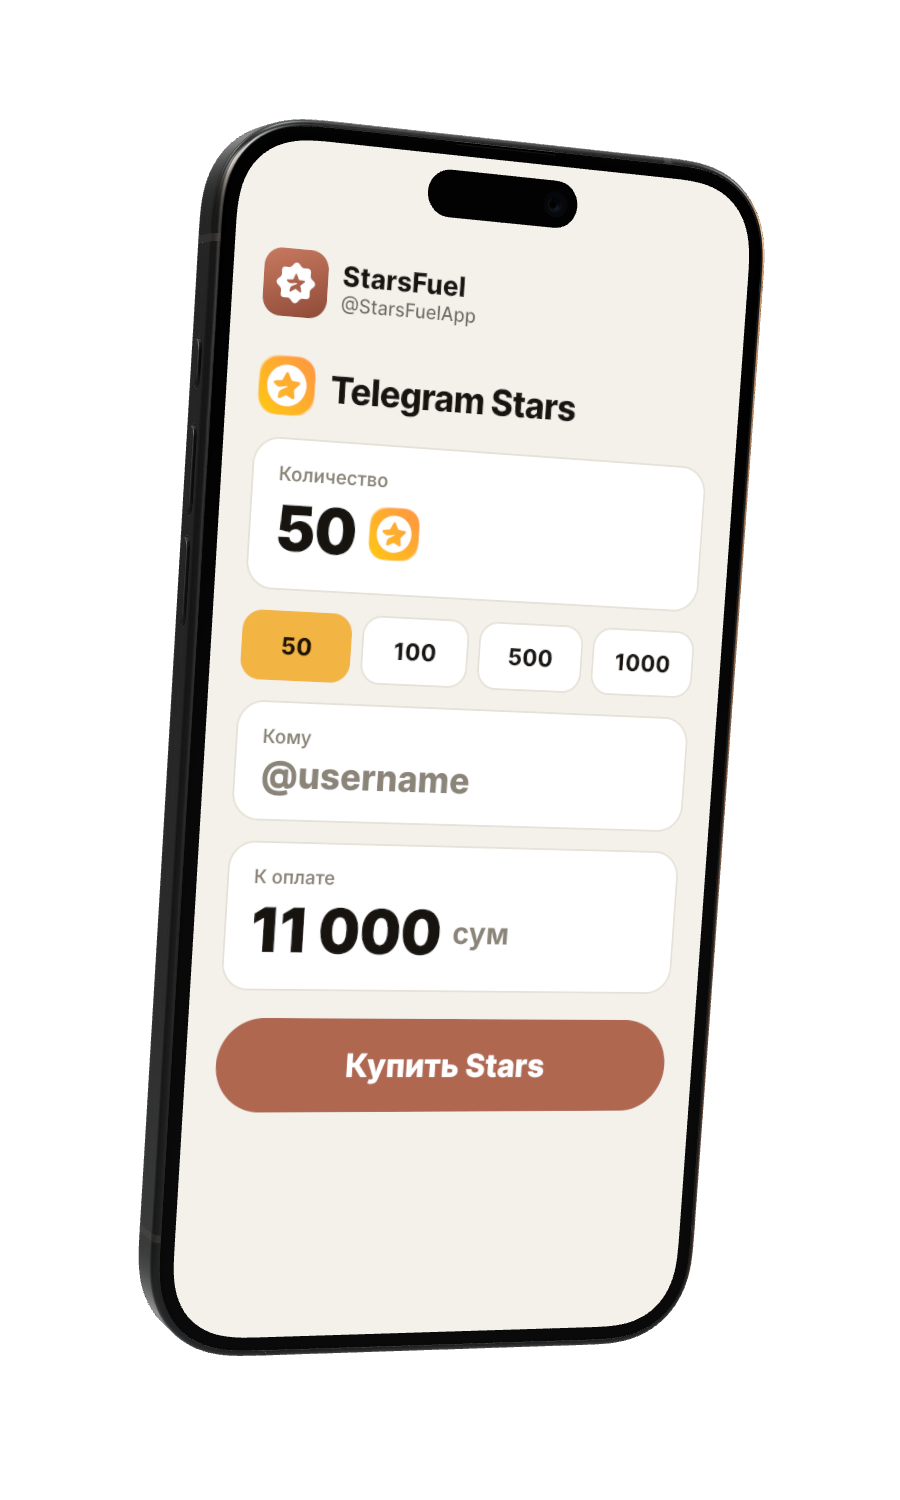 StarsFuel
@StarsFuelApp
Telegram Stars
Количество
50
50 100 500 1000
Кому
@username
К оплате
11 000 сум
Купить Stars